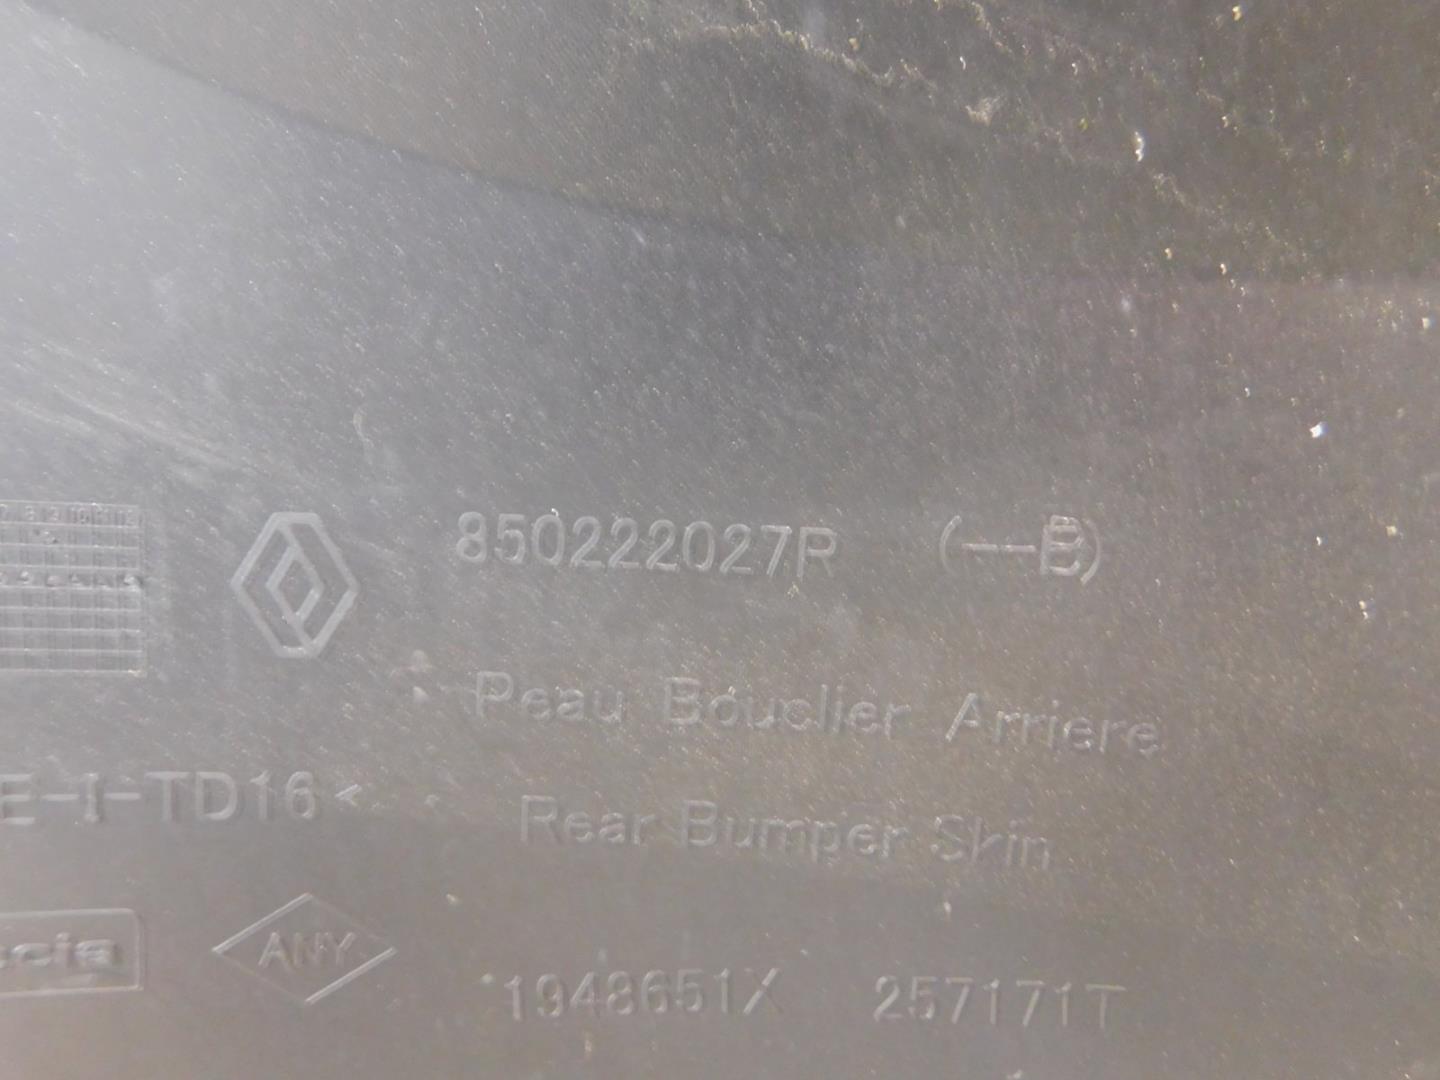 850222027R (--B)
Peau Bouclier Arriere
E-I-TD16<
Rear Bumper Skin
ANY
1948651X 257171T